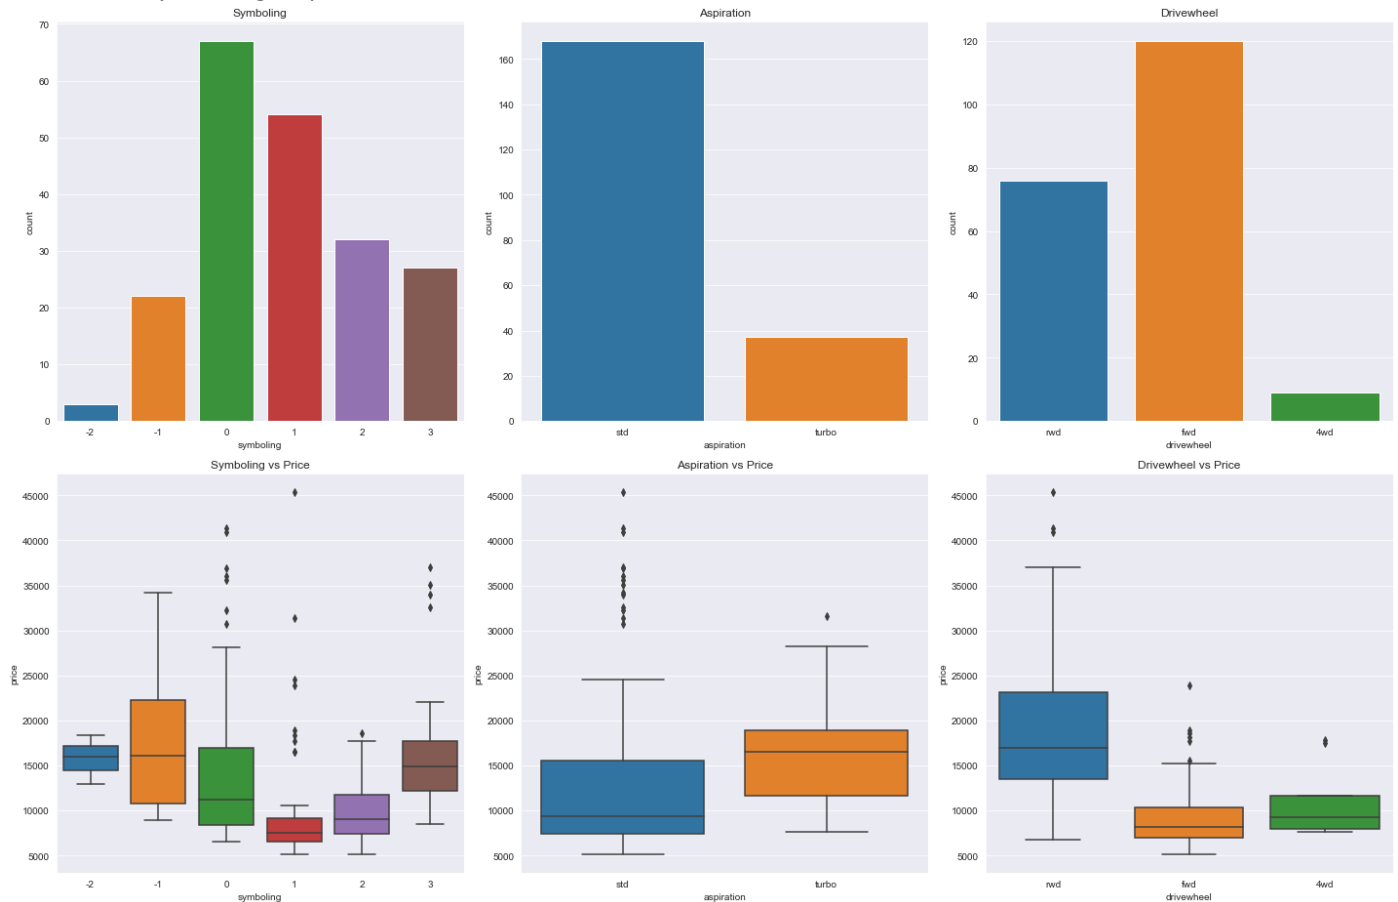 Symboling
Aspiration
Drivewheel
70
60
50
40
30
20
10
0
count
-2 -1 0 1 2 3
symboling
160
140
120
100
80
60
40
20
0
count
std turbo
aspiration
120
100
80
60
40
20
0
count
rwd fwd 4wd
drivewheel
Symboling vs Price
Aspiration vs Price
Drivewheel vs Price
45000
40000
35000
30000
25000
20000
15000
10000
5000
price
-2 -1 0 1 2 3
symboling
45000
40000
35000
30000
25000
20000
15000
10000
5000
price
std turbo
aspiration
45000
40000
35000
30000
25000
20000
15000
10000
5000
price
rwd fwd 4wd
drivewheel